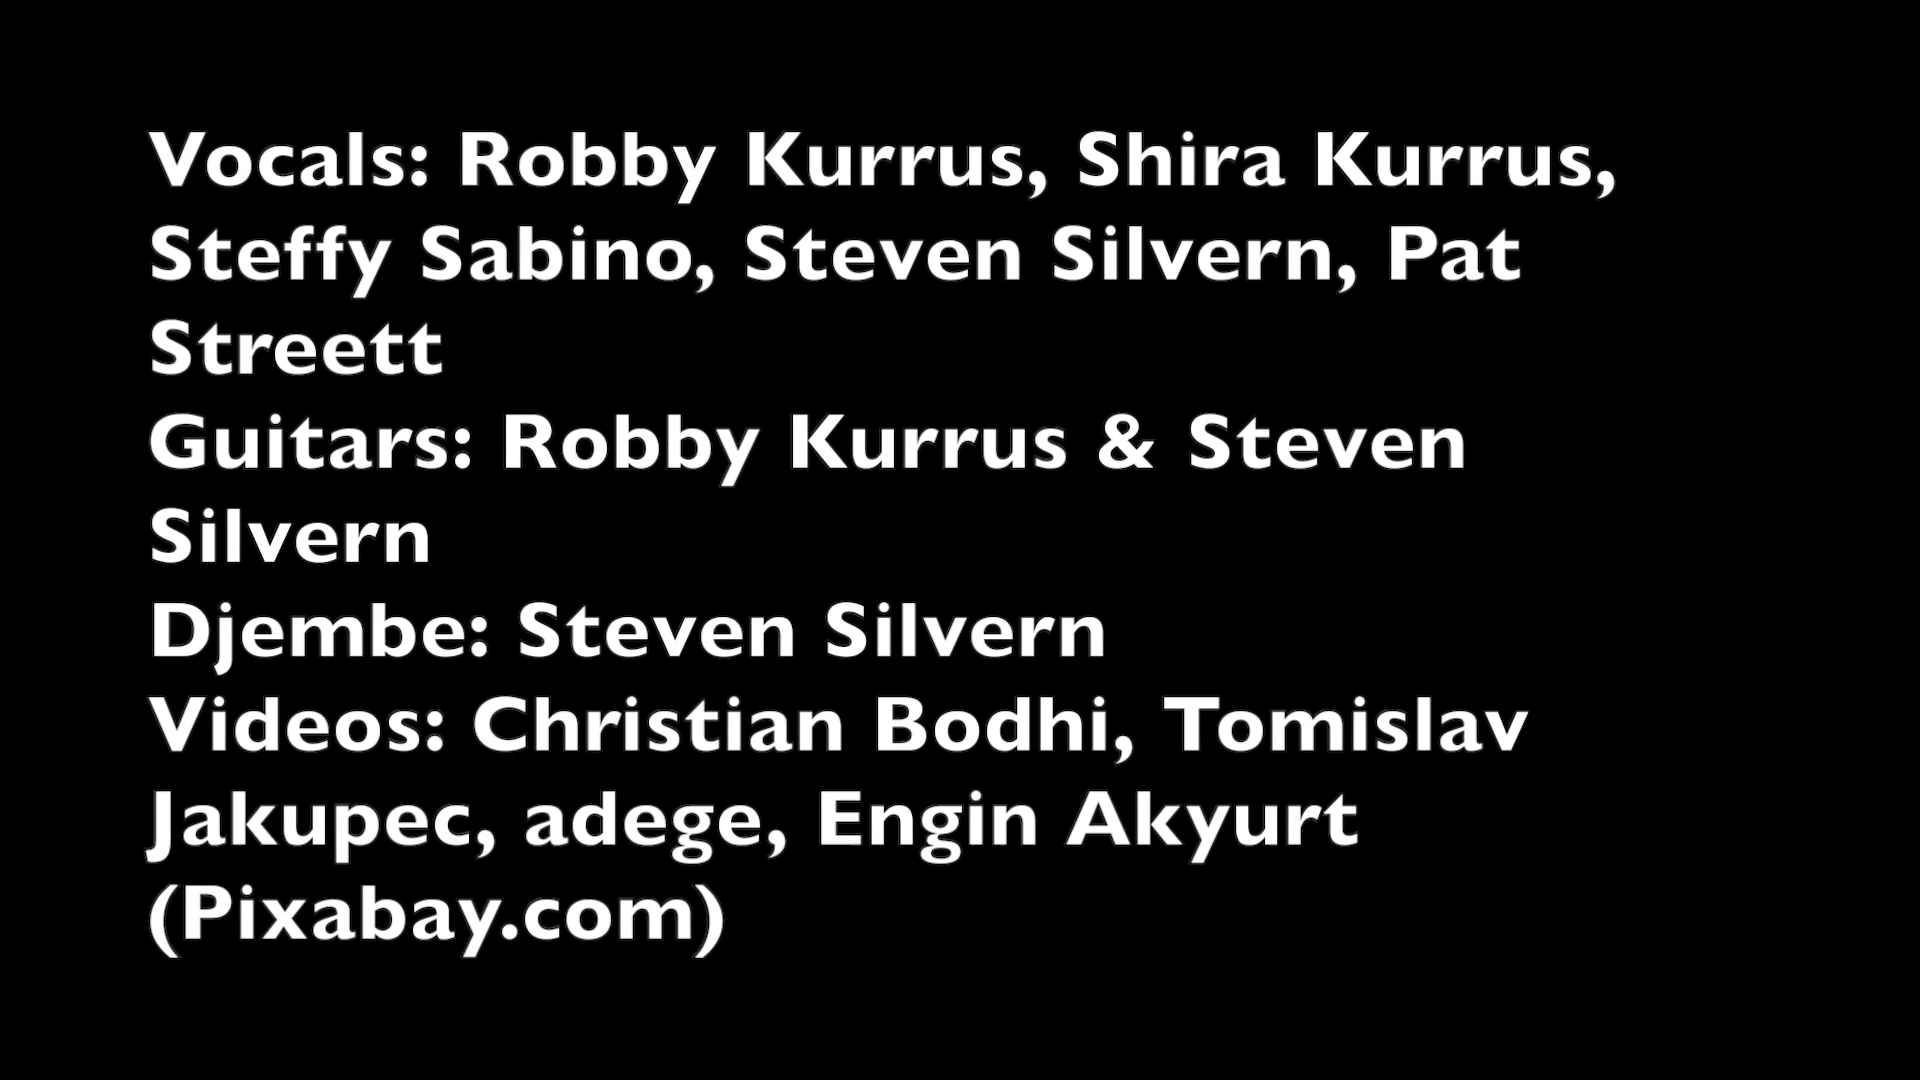 Vocals: Robby Kurrus, Shira Kurrus,
Steffy Sabino, Steven Silvern, Pat
Streett
Guitars: Robby Kurrus & Steven
Silvern
Djembe: Steven Silvern
Videos: Christian Bodhi, Tomislav
Jakupec, adege, Engin Akyurt
(Pixabay.com)